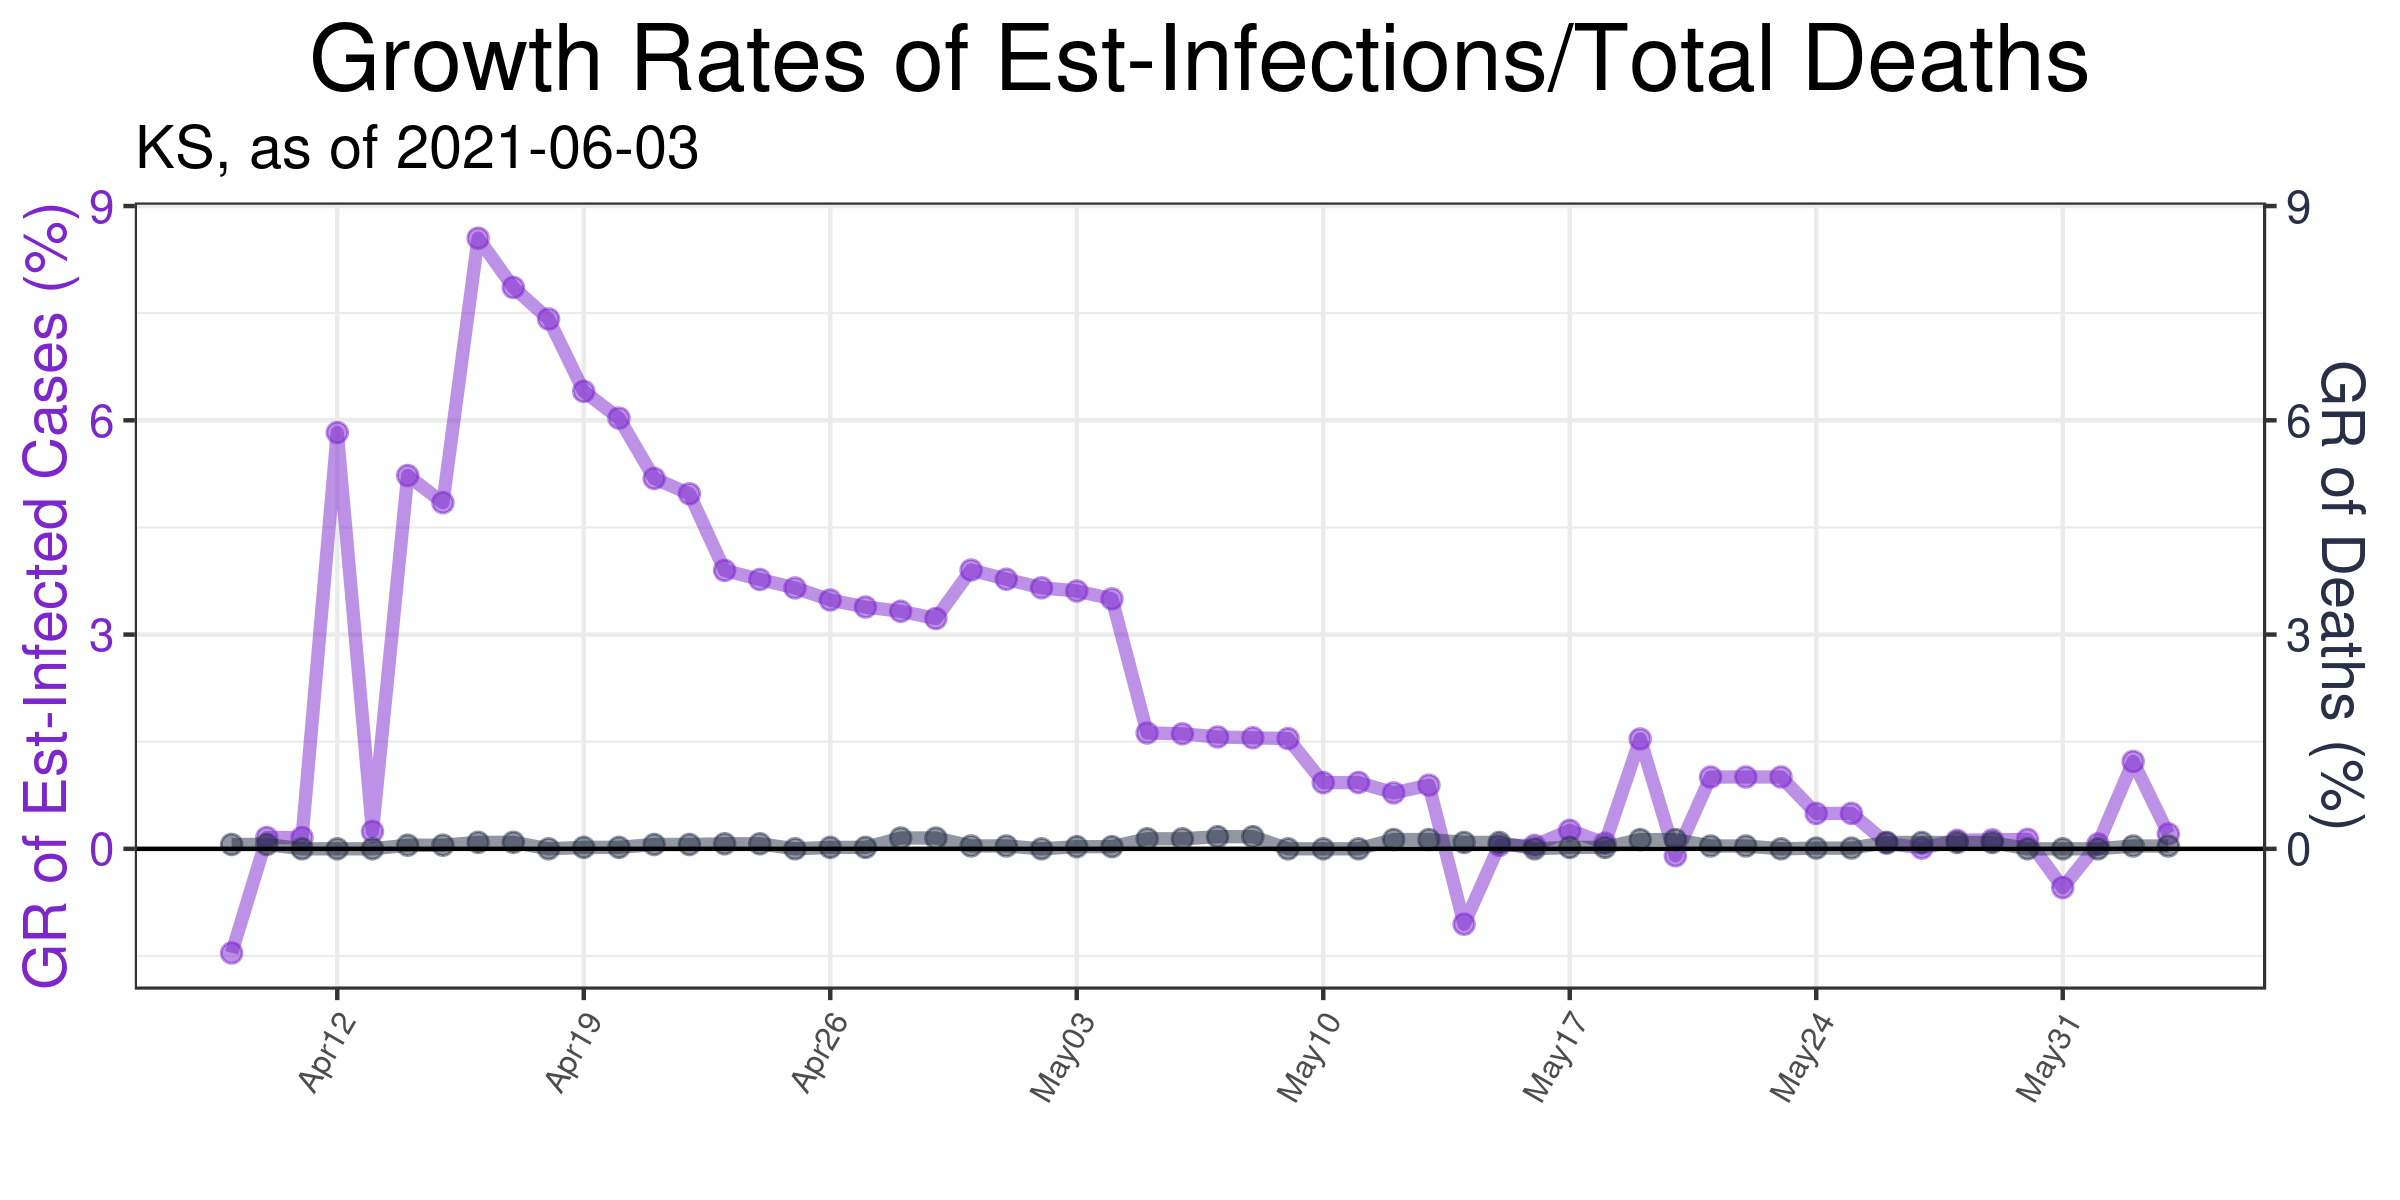 Growth Rates of Est-Infections/Total Deaths
KS, as of 2021-06-03
GR of Est-Infected Cases (%)
9
6
3
0
9
6
3
0
GR of Deaths (%)
Apr12
Apr19
Apr26
May03
May10
May17
May24
May31